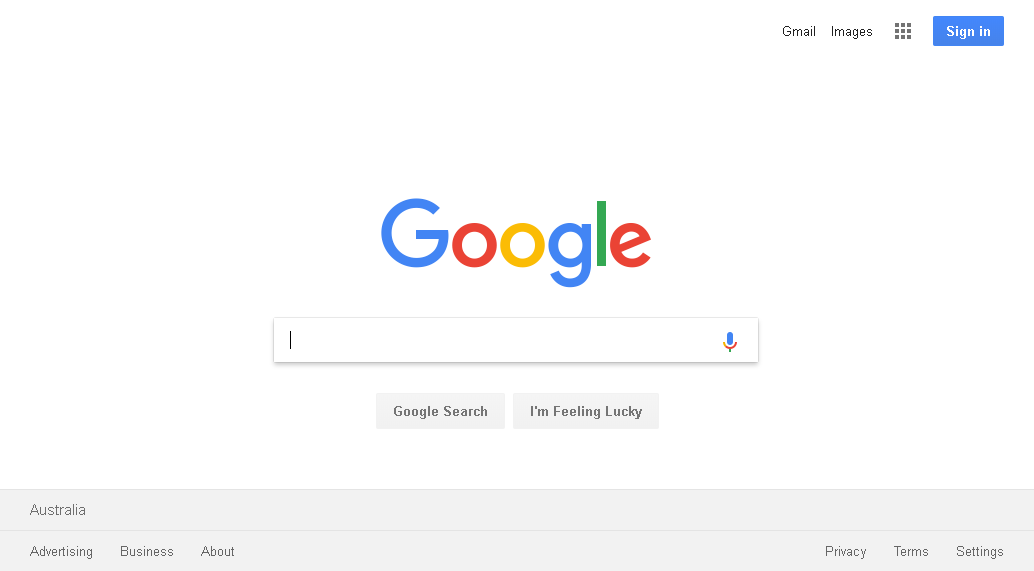 Gmail Images Sign in
Google
Google Search I'm Feeling Lucky
Australia
Advertising Business About Privacy Terms Settings